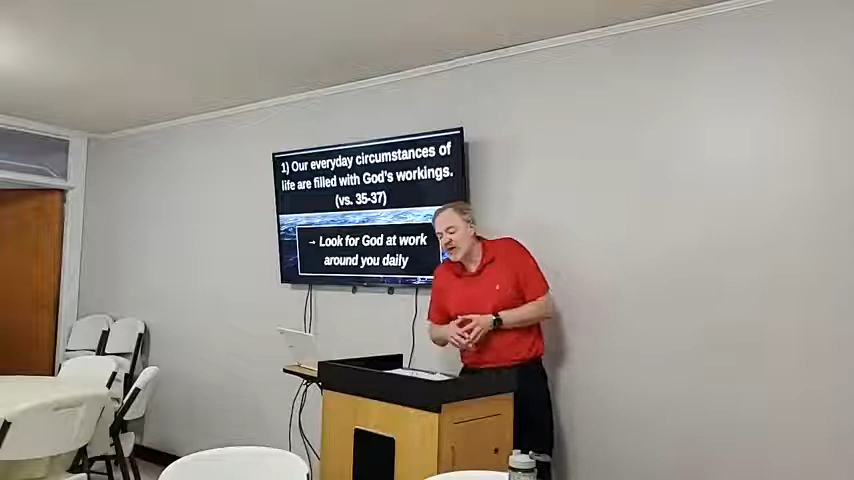 1) Our everyday circumstances of
life are filled with God's workings.
(vs. 35-37)
→ Look for God at work
around you daily